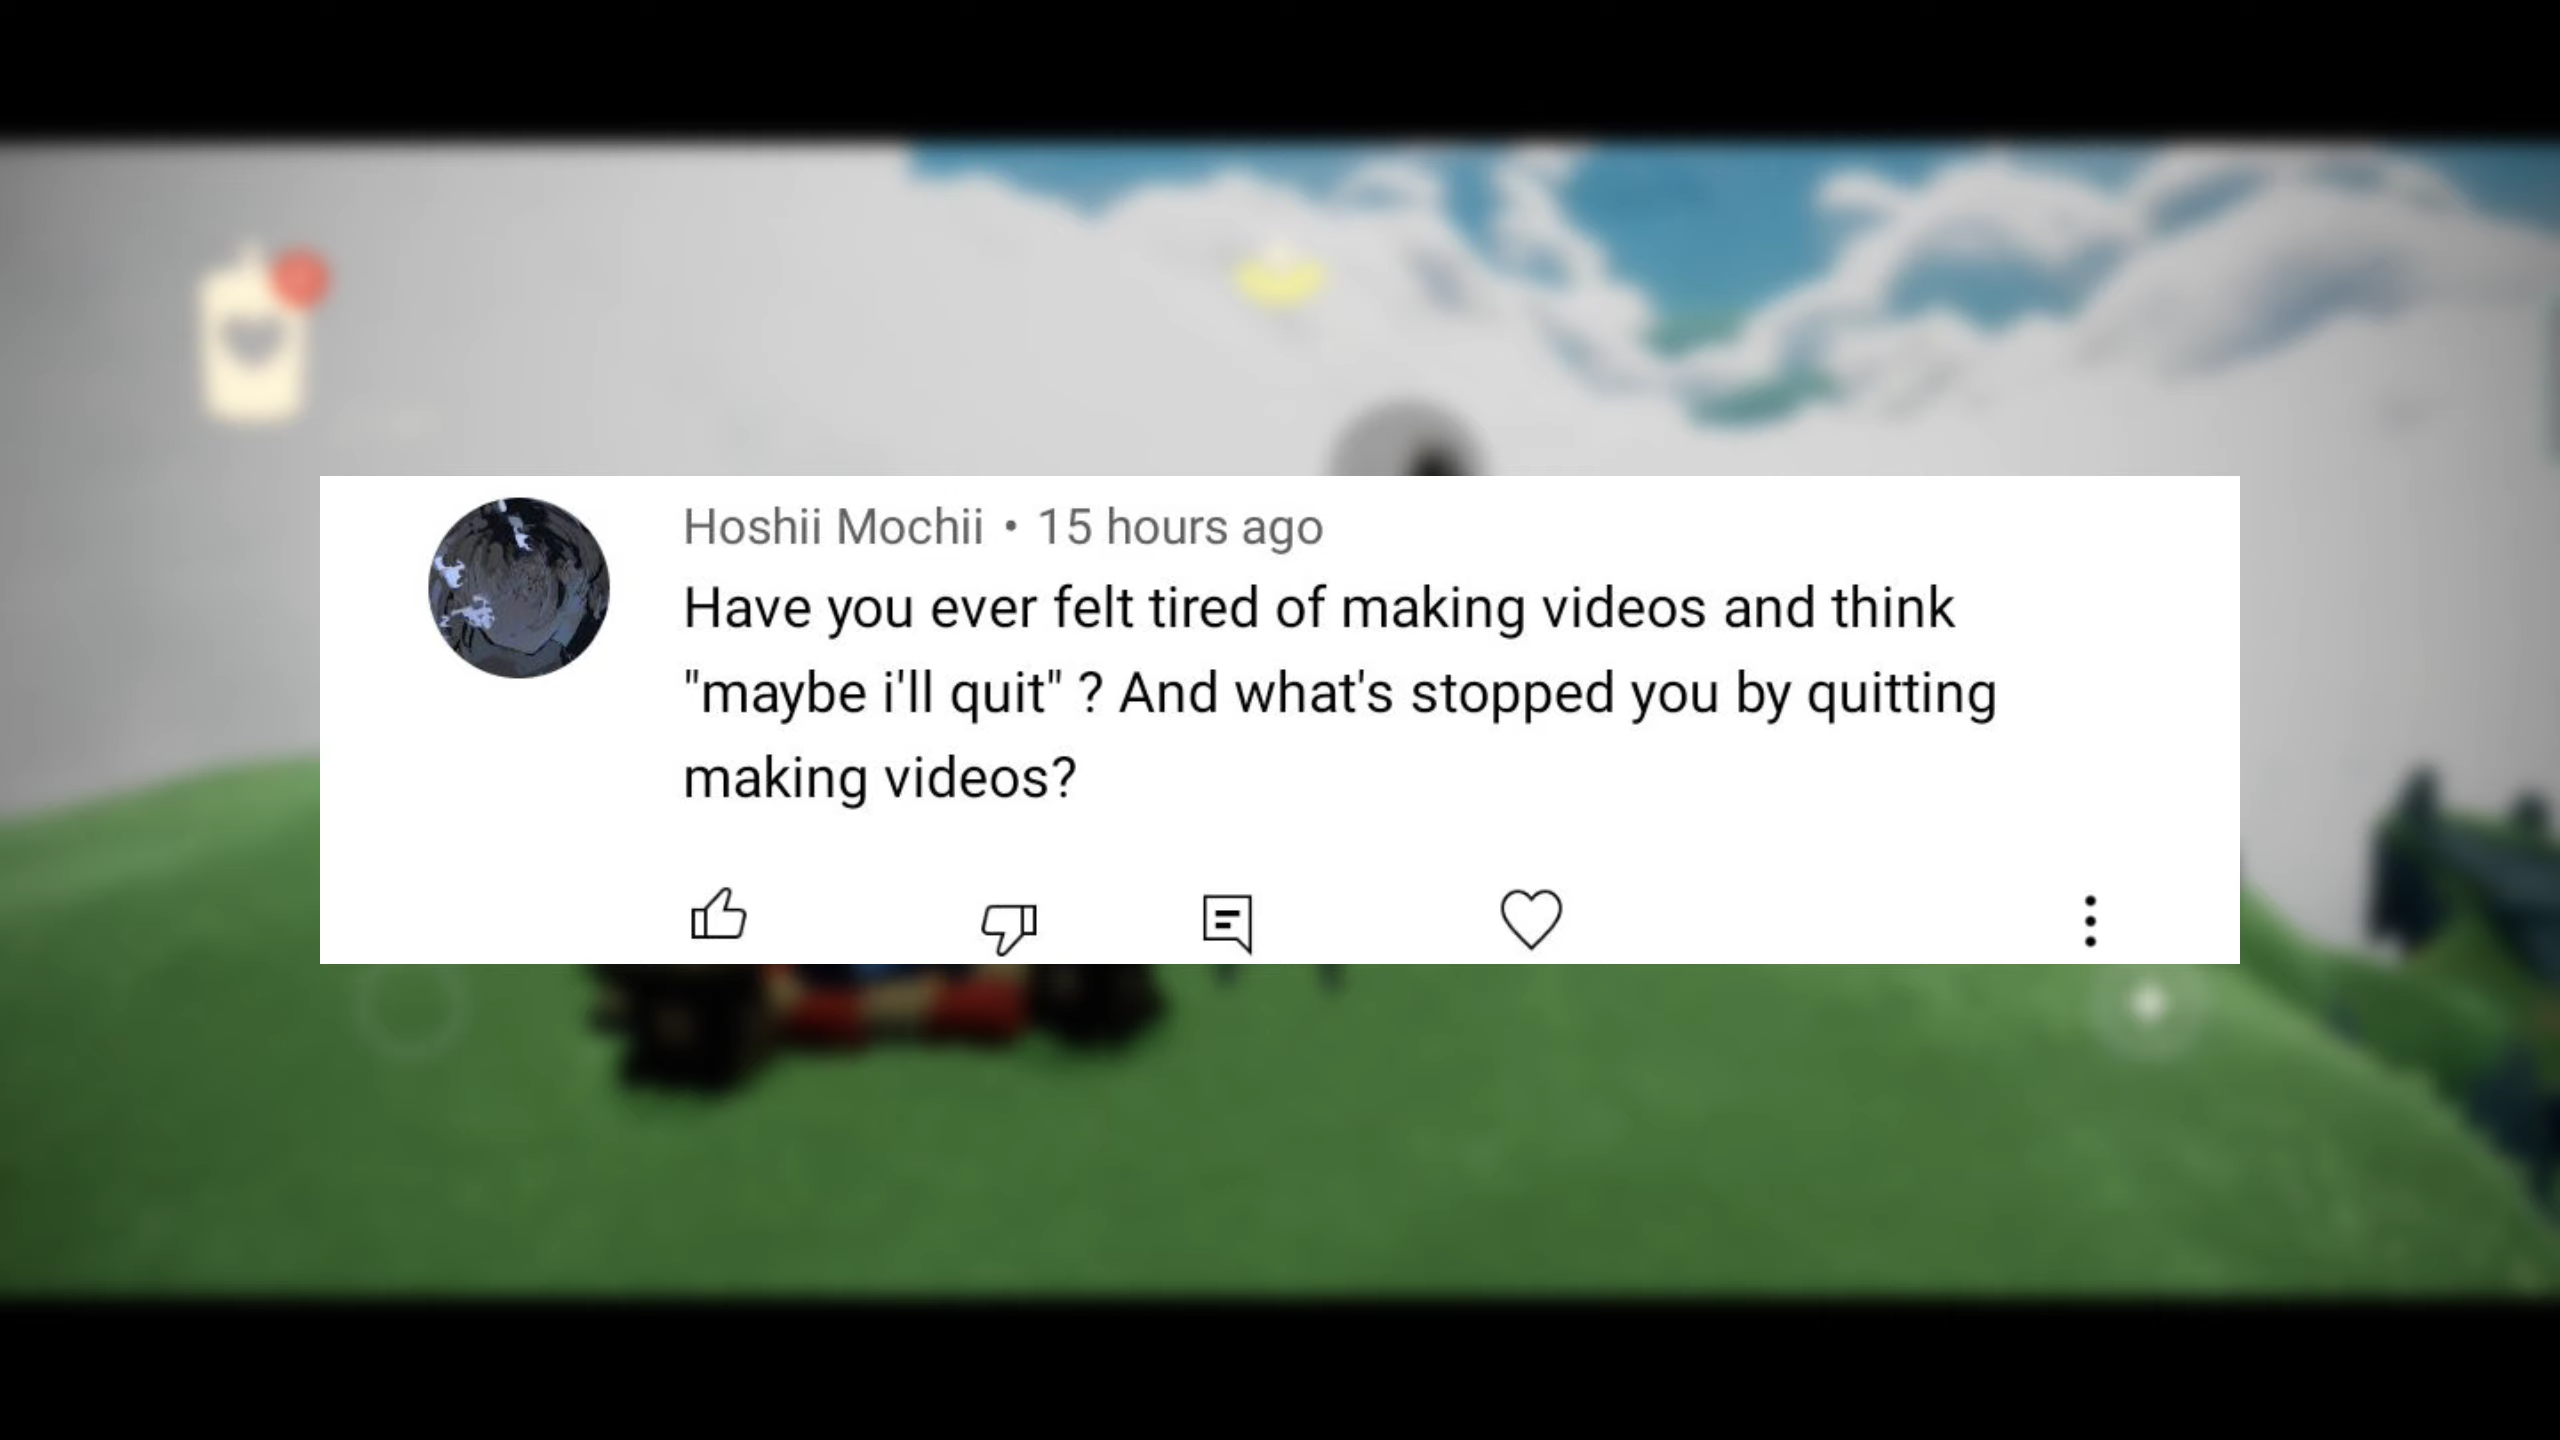 Hoshii Mochii • 15 hours ago
Have you ever felt tired of making videos and think
"maybe i'll quit" ? And what's stopped you by quitting
making videos?